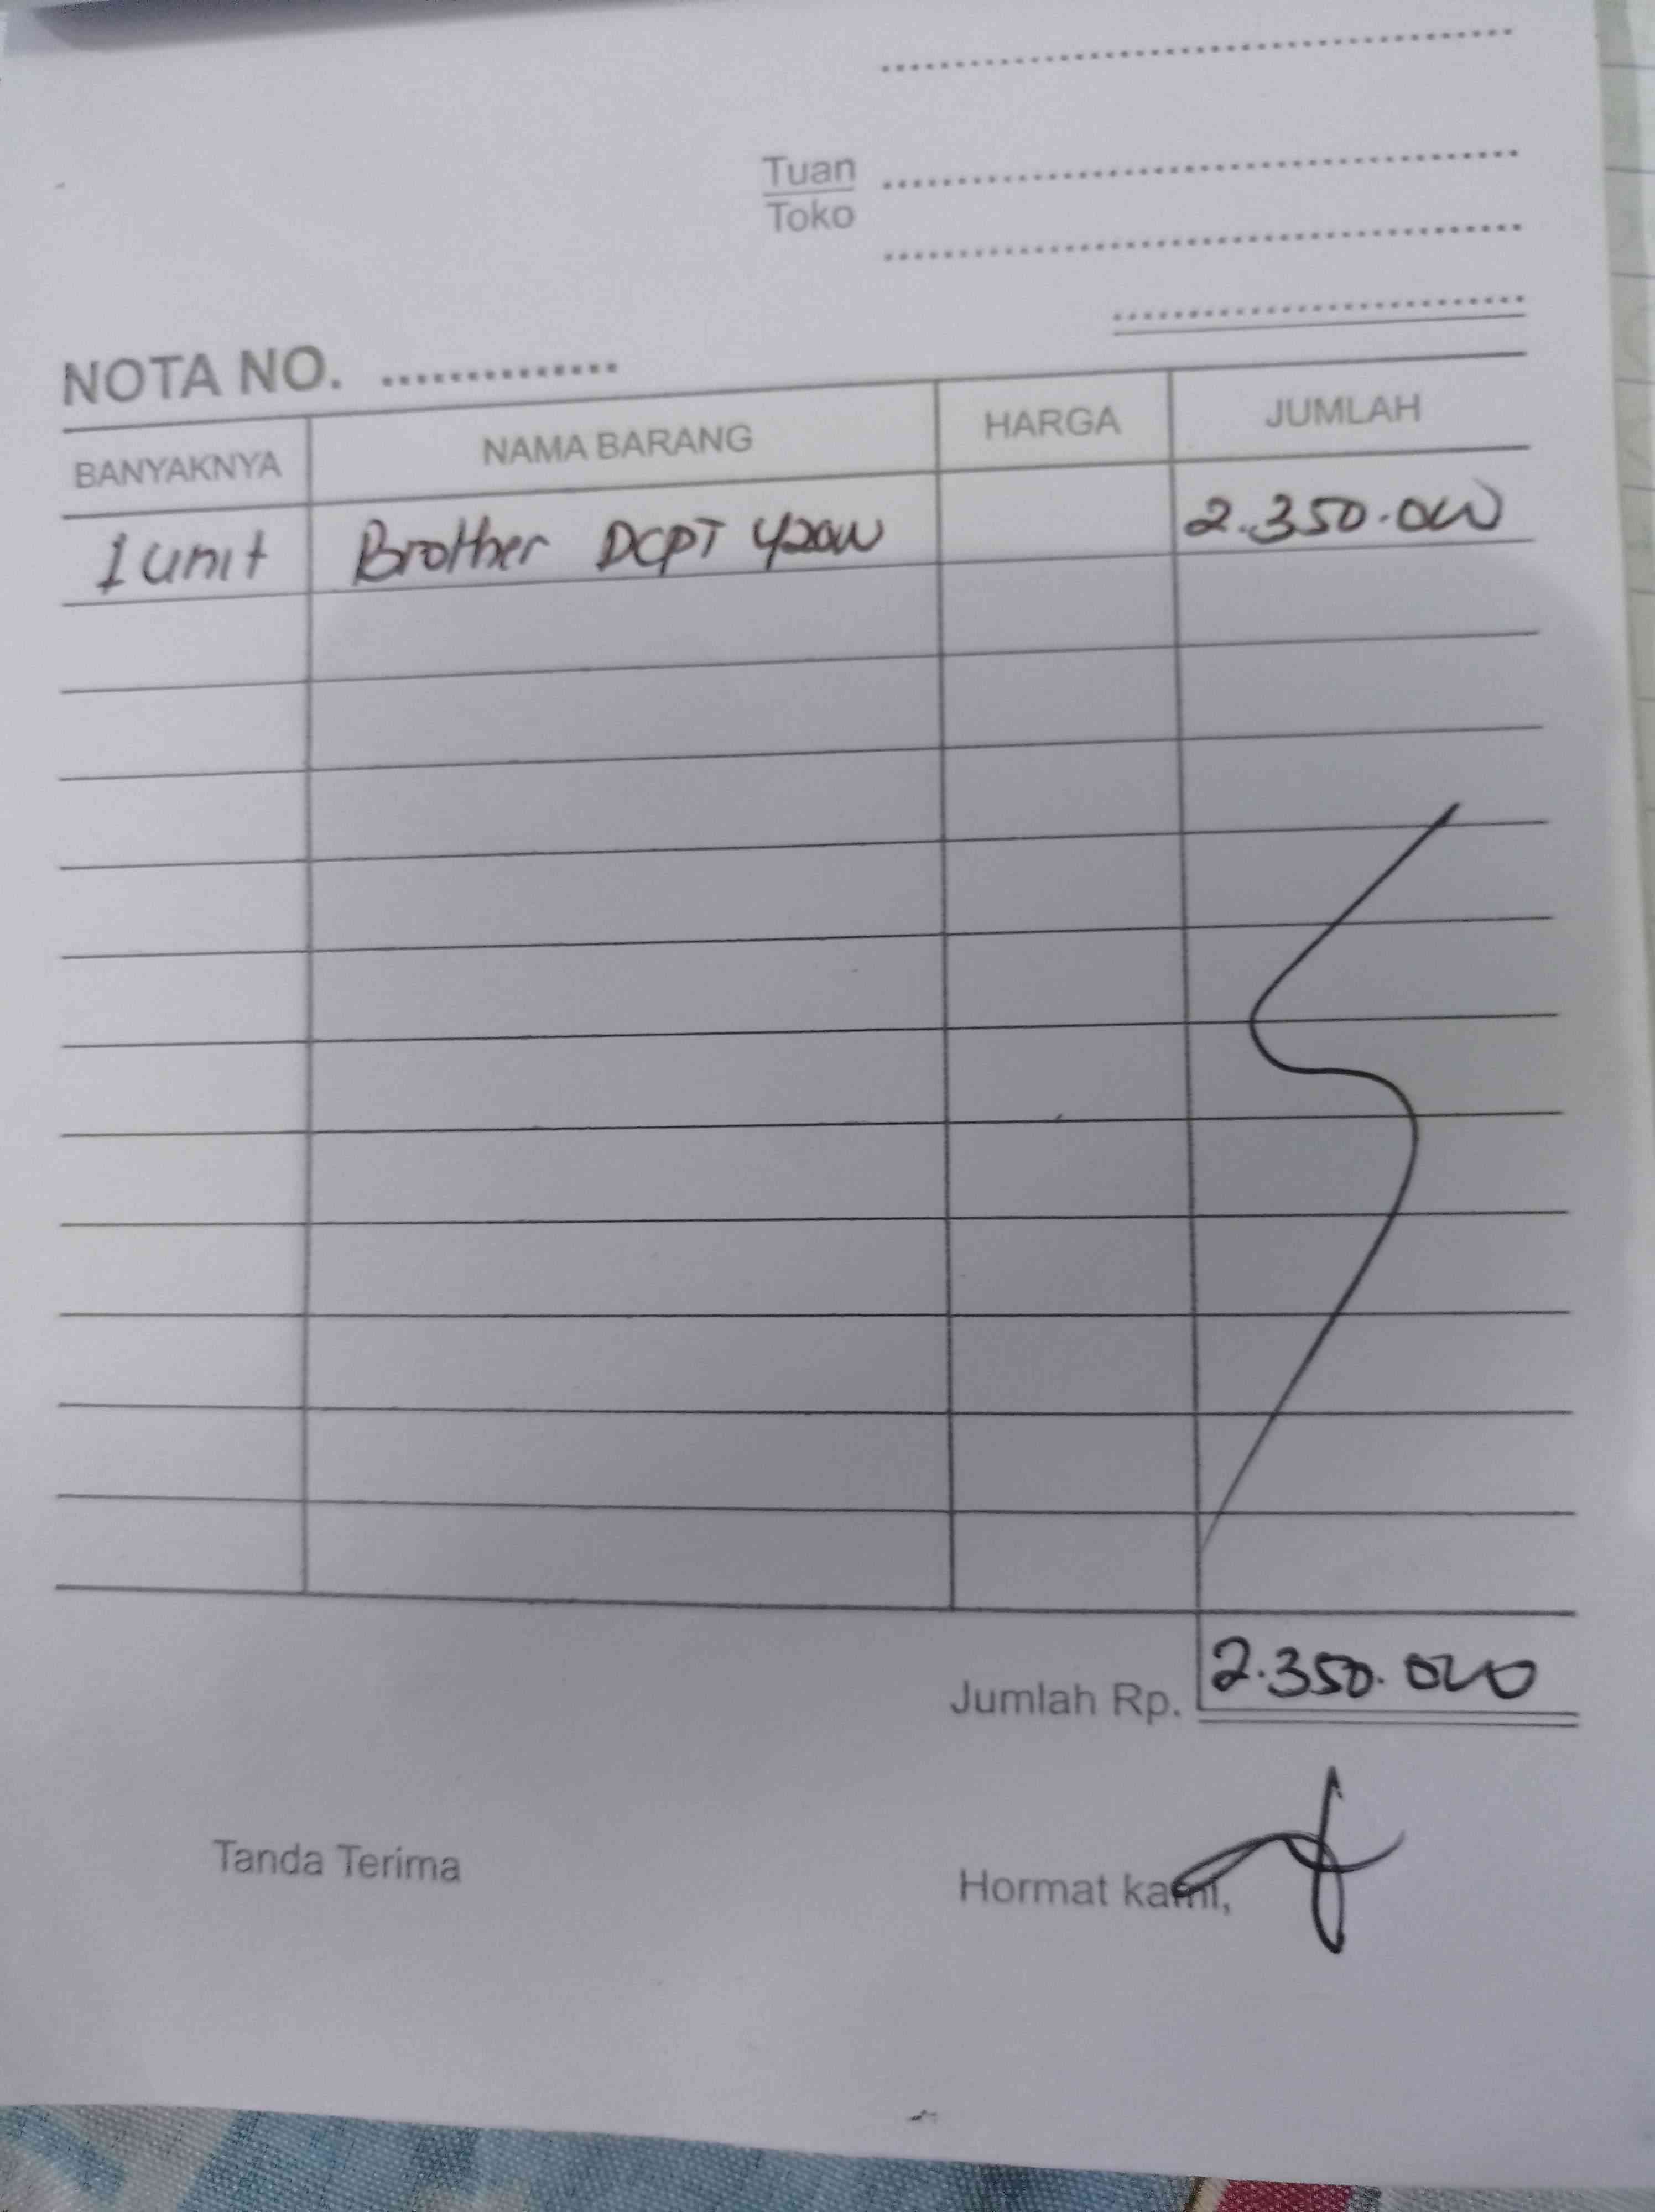 Tuan
Toko
NOTA NO. ..............
BANYAKNYA NAMA BARANG HARGA JUMLAH
1 unit Brother DCPT 420W 2.350.000
Jumlah Rp. 2.350.000
Tanda Terima Hormat kami,